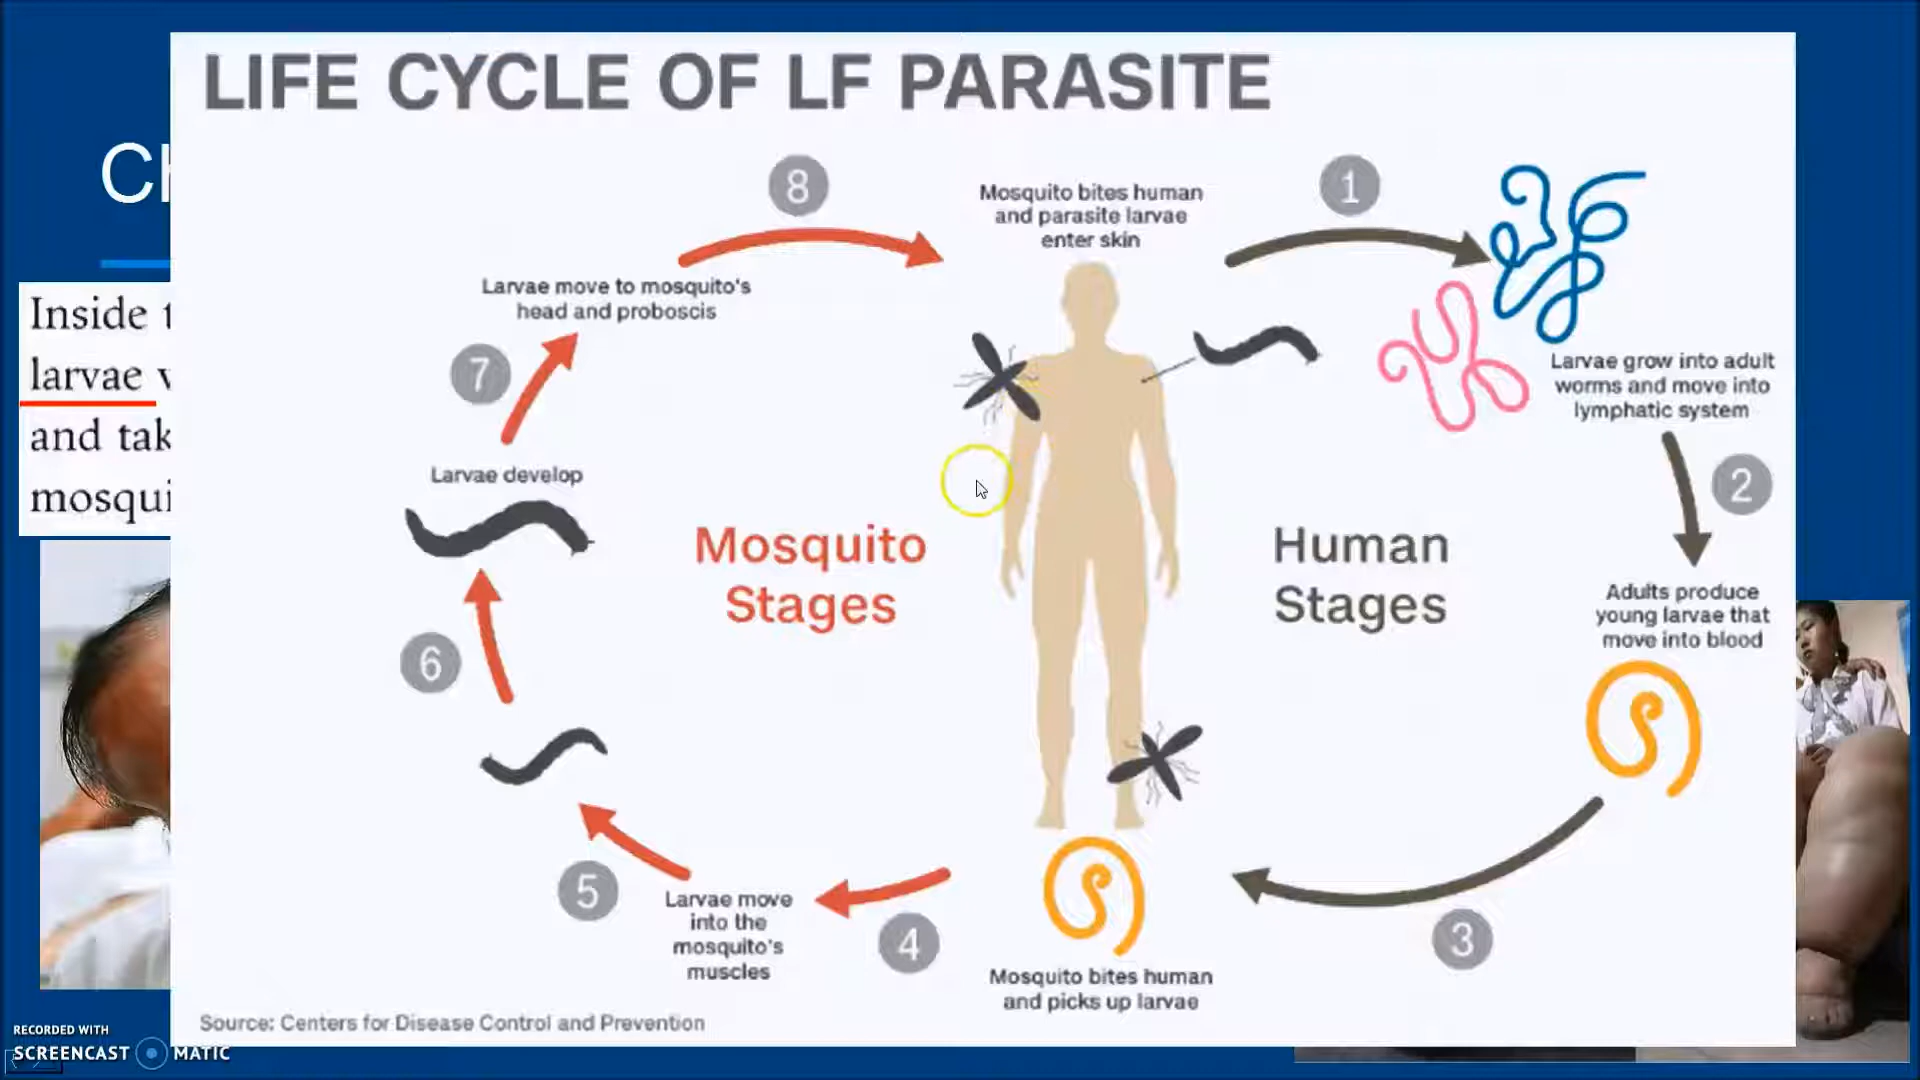 LIFE CYCLE OF LF PARASITE
Ch
Inside t
larvae v
and tak
mosqui
8
Mosquito bites human
and parasite larvae
enter skin
1
Larvae move to mosquito's
head and proboscis
7
Larvae grow into adult
worms and move into
lymphatic system
Larvae develop
2
Mosquito
Stages
Human
Stages
Adults produce
young larvae that
move into blood
6
5
Larvae move
into the
mosquito's
muscles
4
3
Mosquito bites human
and picks up larvae
Source: Centers for Disease Control and Prevention
RECORDED WITH
SCREENCAST MATIC